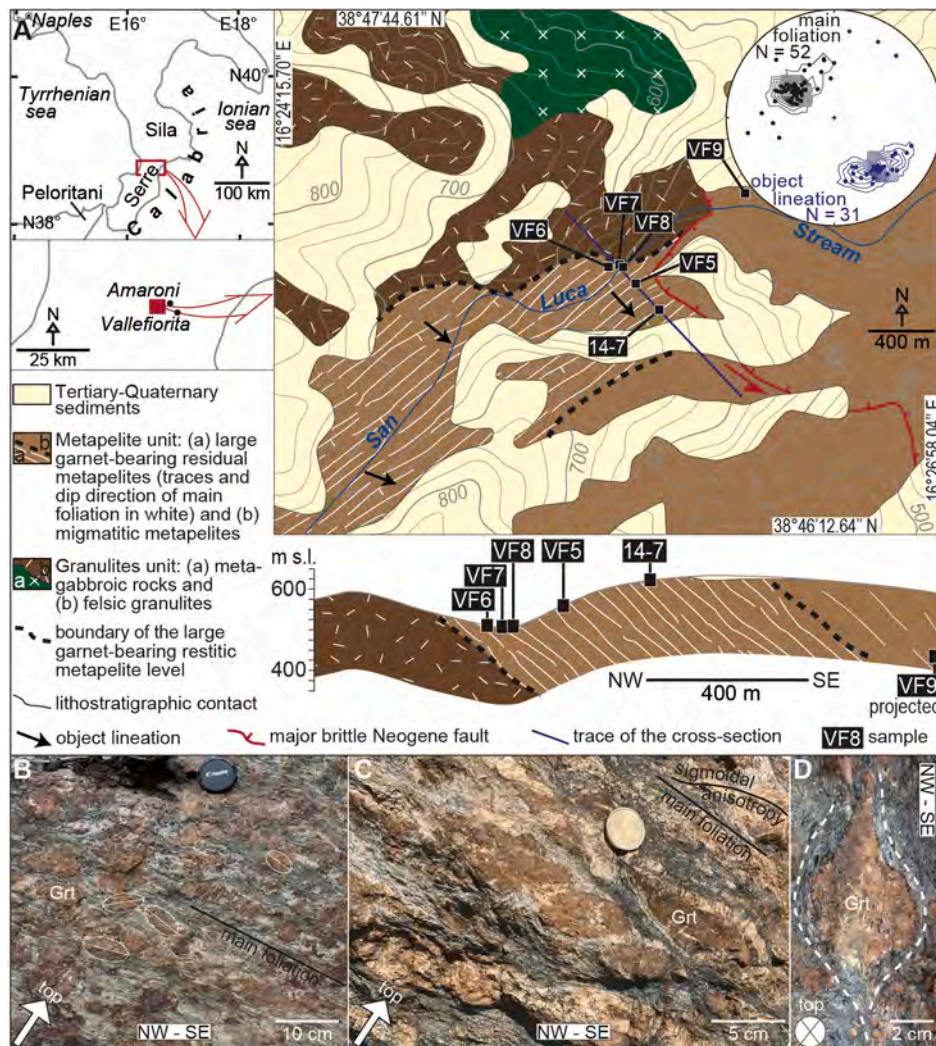 A
Naples
E16°
E18°
N40°
Tyrrhenian
sea
Ionian
sea
Sila
Calabria
Serre
Peloritani
N38°
N
100 km
Amaroni
Vallefiorita
N
25 km
38°47'44.61" N
16°24'15.70" E
main
foliation
N = 52
object
lineation
N = 31
600
800
700
VF9
VF7
VF6
VF8
VF5
Stream
Luca
San
14-7
N
400 m
700
800
500
16°26'58.04" E
38°46'12.64" N
Tertiary-Quaternary
sediments
a
b
Metapelite unit: (a) large
garnet-bearing residual
metapelites (traces and
dip direction of main
foliation in white) and (b)
migmatitic metapelites
a
Granulites unit: (a) meta-
gabbroic rocks and
(b) felsic granulites
boundary of the large
garnet-bearing restitic
metapelite level
lithostratigraphic contact
object lineation
major brittle Neogene fault
trace of the cross-section
VF8 sample
m s.l.
600
400
VF8
VF7
VF6
VF5
14-7
NW
SE
400 m
VF9
projected
B
Grt
main foliation
top
NW - SE
10 cm
C
sigmoidal
anisotropy
main foliation
Grt
top
NW - SE
5 cm
D
NW - SE
Grt
top
2 cm